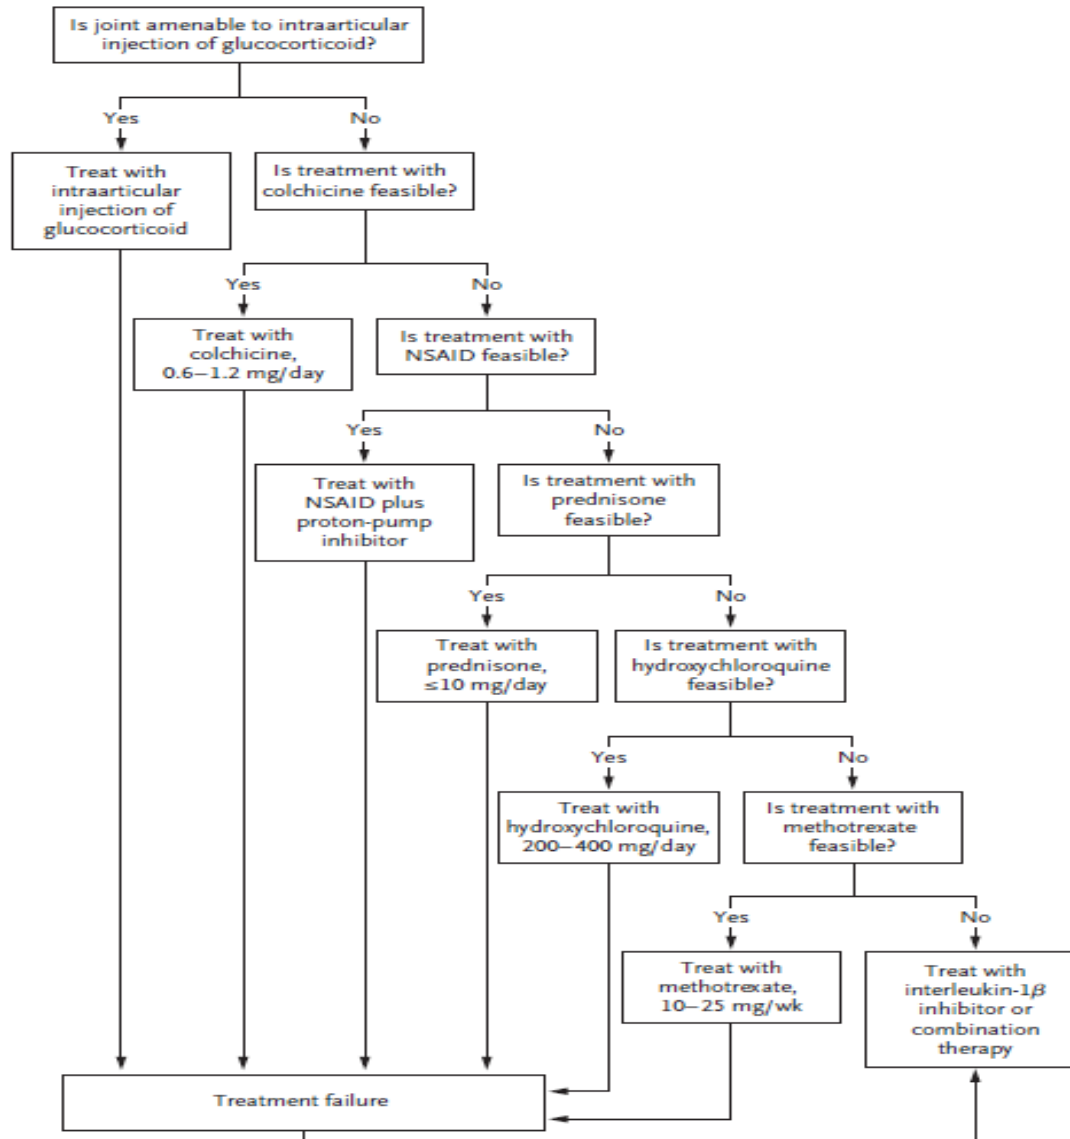 Is joint amenable to intraarticular
injection of glucocorticoid?
Yes
No
Treat with
intraarticular
injection of
glucocorticoid
Is treatment with
colchicine feasible?
Yes
No
Treat with
colchicine,
0.6–1.2 mg/day
Is treatment with
NSAID feasible?
Yes
No
Treat with
NSAID plus
proton-pump
inhibitor
Is treatment with
prednisone
feasible?
Yes
No
Treat with
prednisone,
≤10 mg/day
Is treatment with
hydroxychloroquine
feasible?
Yes
No
Treat with
hydroxychloroquine,
200–400 mg/day
Is treatment with
methotrexate
feasible?
Yes
No
Treat with
methotrexate,
10–25 mg/wk
Treat with
interleukin-1β
inhibitor or
combination
therapy
Treatment failure